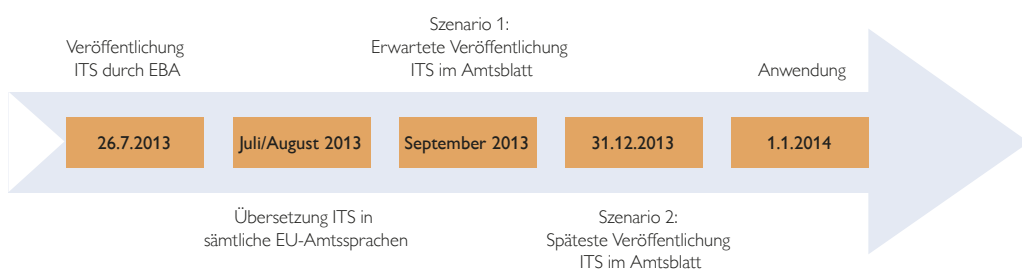 Szenario 1:
Veröffentlichung
Erwartete Veröffentlichung
ITS durch EBA
ITS im Amtsblatt
Anwendung
26.7.2013
Juli/August 2013
September 2013
31.12.2013
1.1.2014
Übersetzung ITS in
sämtliche EU-Amtssprachen
Szenario 2:
Späteste Veröffentlichung
ITS im Amtsblatt